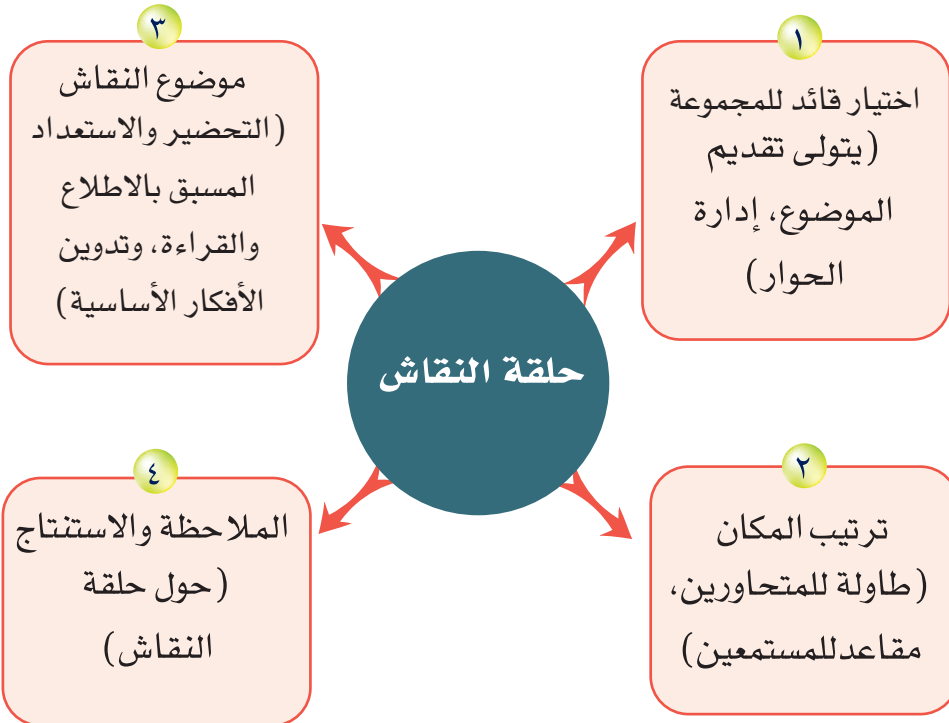 ١
اختيار قائد للمجموعة
(يتولى تقديم
الموضوع، إدارة
الحوار)
٢
ترتيب المكان
(طاولة للمتحاورين،
مقاعدللمستمعين)
٣
موضوع النقاش
(التحضير والاستعداد
المسبق بالاطلاع
والقراءة، وتدوين
الأفكار الأساسية)
٤
الملاحظة والاستنتاج
(حول حلقة
النقاش)
حلقة النقاش